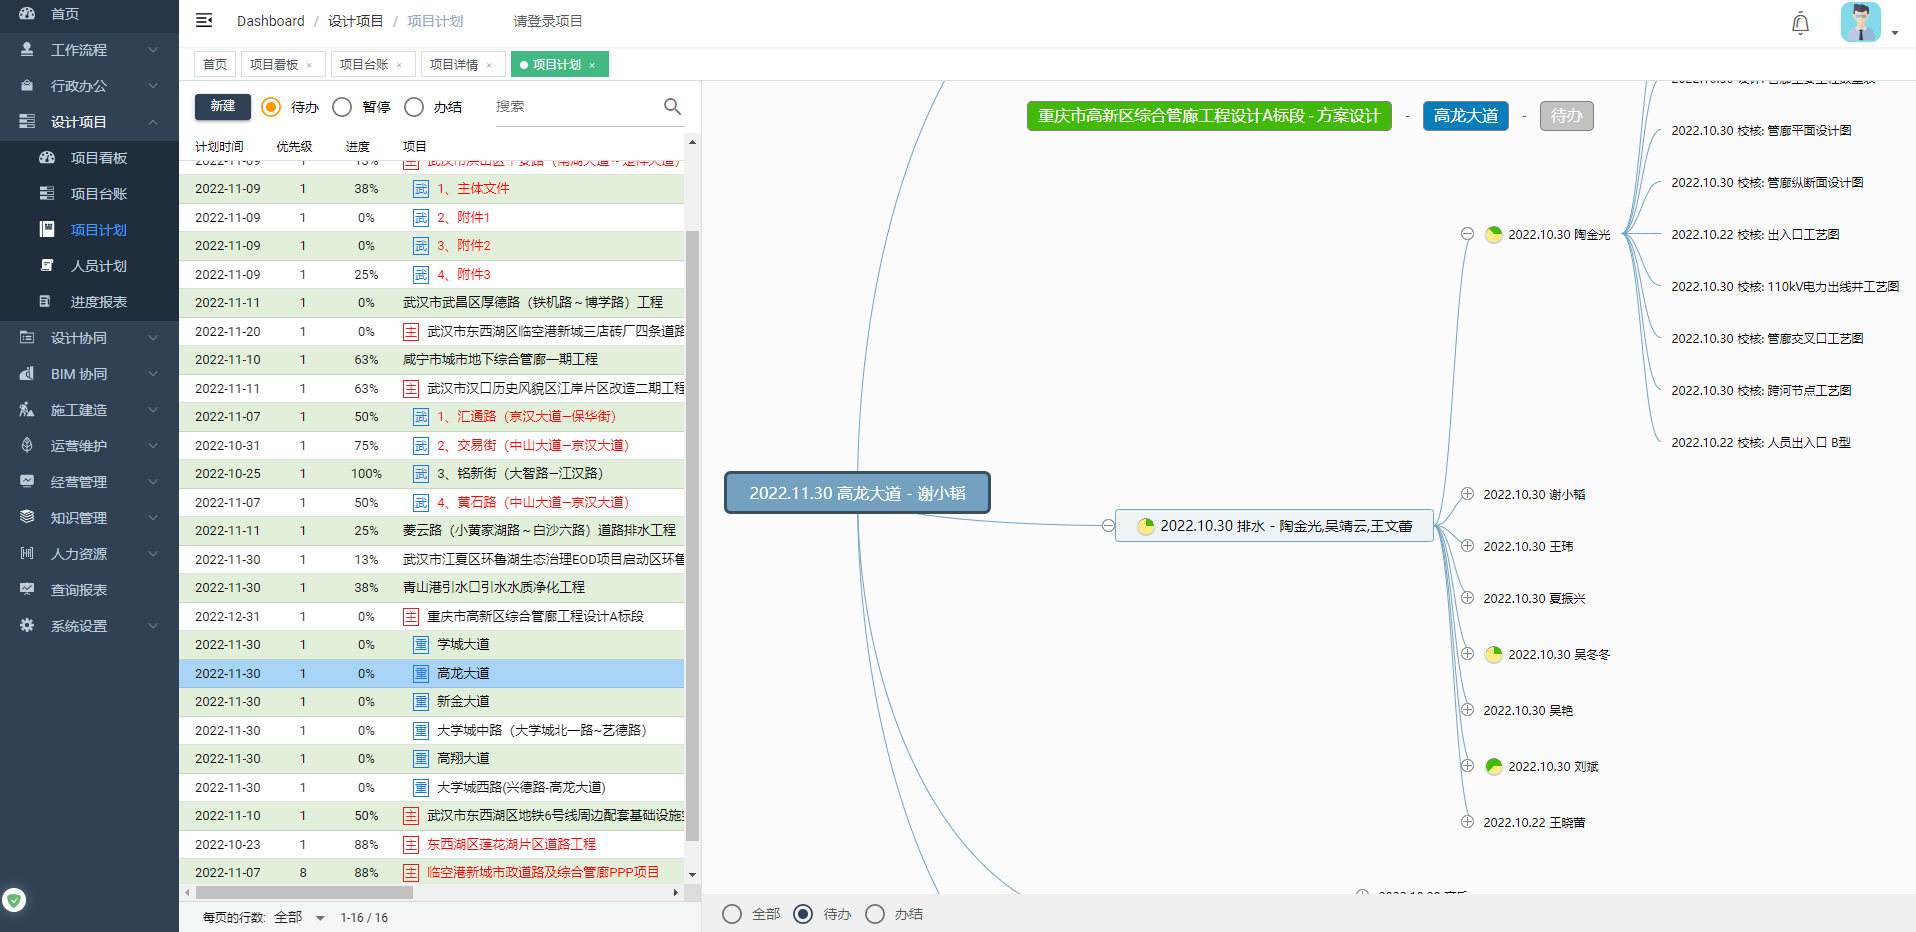 首页
工作流程
行政办公
设计项目
项目看板
项目台账
项目计划
人员计划
进度报表
设计协同
BIM 协同
施工建造
运营维护
经营管理
知识管理
人力资源
查询报表
系统设置
Dashboard / 设计项目 / 项目计划 请登录项目
首页 项目看板 × 项目台账 × 项目详情 × 项目计划 ×
新建 待办 暂停 办结 搜索
计划时间 优先级 进度 项目
2022-11-09 1 38% 武 1、主体文件
2022-11-09 1 0% 武 2、附件1
2022-11-09 1 0% 武 3、附件2
2022-11-09 1 25% 武 4、附件3
2022-11-11 1 0% 武汉市武昌区厚德路（铁机路～博学路）工程
2022-11-20 1 0% 主 武汉市东西湖区临空港新城三店砖厂四条道路
2022-11-10 1 63% 咸宁市城市地下综合管廊一期工程
2022-11-11 1 63% 主 武汉市汉口历史风貌区江岸片区改造二期工程
2022-11-07 1 50% 武 1、汇通路（京汉大道—保华街）
2022-10-31 1 75% 武 2、交易街（中山大道—京汉大道）
2022-10-25 1 100% 武 3、铭新街（大智路—江汉路）
2022-11-07 1 50% 武 4、黄石路（中山大道—京汉大道）
2022-11-11 1 25% 菱云路（小黄家湖路～白沙六路）道路排水工程
2022-11-30 1 13% 武汉市江夏区环鲁湖生态治理EOD项目启动区环鲁
2022-11-30 1 38% 青山港引水口引水水质净化工程
2022-12-31 1 0% 主 重庆市高新区综合管廊工程设计A标段
2022-11-30 1 0% 重 学城大道
2022-11-30 1 0% 重 高龙大道
2022-11-30 1 0% 重 新金大道
2022-11-30 1 0% 重 大学城中路（大学城北一路~艺德路）
2022-11-30 1 0% 重 高翔大道
2022-11-30 1 0% 重 大学城西路(兴德路-高龙大道)
2022-11-10 1 50% 主 武汉市东西湖区地铁6号线周边配套基础设施
2022-10-23 1 88% 主 东西湖区莲花湖片区道路工程
2022-11-07 8 88% 主 临空港新城市政道路及综合管廊PPP项目
每页的行数: 全部 1-16 / 16
重庆市高新区综合管廊工程设计A标段 - 方案设计 - 高龙大道 - 待办
2022.11.30 高龙大道 - 谢小韬
2022.10.30 排水 - 陶金光,吴靖云,王文蕾
2022.10.30 陶金光
2022.10.30 校核: 管廊平面设计图
2022.10.30 校核: 管廊纵断面设计图
2022.10.22 校核: 出入口工艺图
2022.10.30 校核: 110kV电力出线井工艺图
2022.10.30 校核: 管廊交叉口工艺图
2022.10.30 校核: 跨河节点工艺图
2022.10.22 校核: 人员出入口 B型
2022.10.30 谢小韬
2022.10.30 王玮
2022.10.30 夏振兴
2022.10.30 吴冬冬
2022.10.30 吴艳
2022.10.30 刘斌
2022.10.22 王晓苗
全部 待办 办结